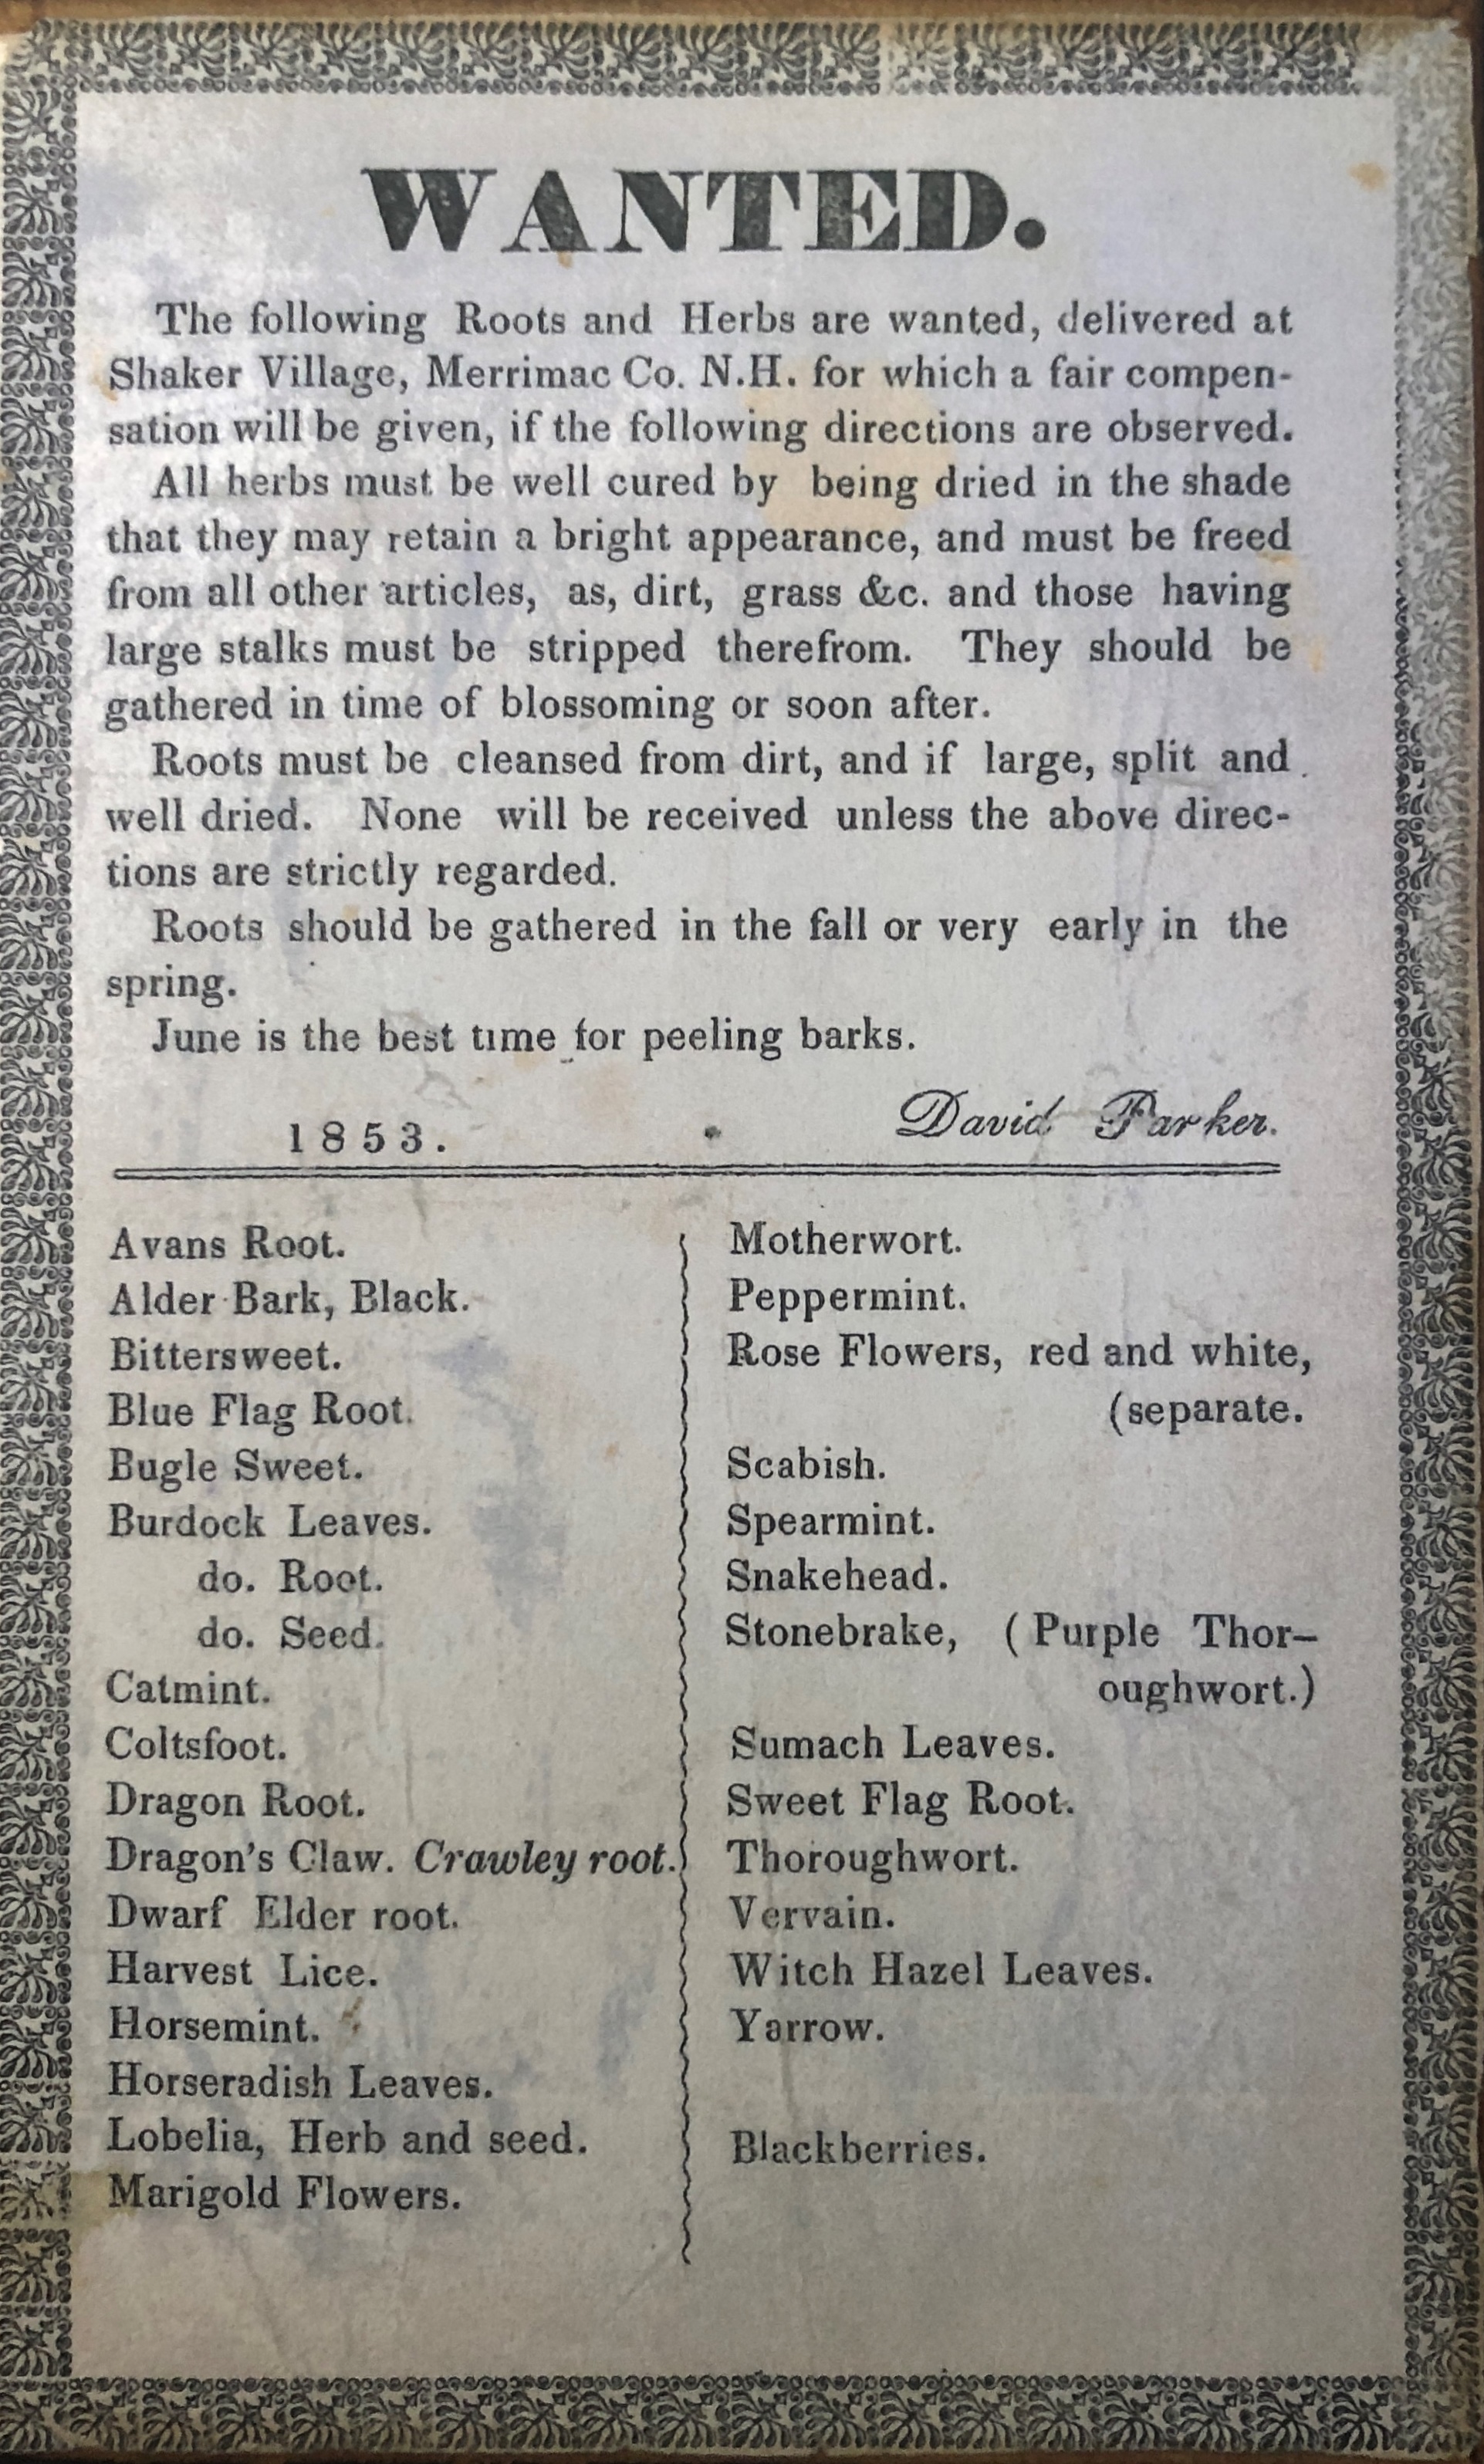 WANTED.
The following Roots and Herbs are wanted, delivered at
Shaker Village, Merrimac Co. N.H. for which a fair compen-
sation will be given, if the following directions are observed.
All herbs must be well cured by being dried in the shade
that they may retain a bright appearance, and must be freed
from all other articles, as, dirt, grass &c. and those having
large stalks must be stripped therefrom. They should be
gathered in time of blossoming or soon after.
Roots must be cleansed from dirt, and if large, split and
well dried. None will be received unless the above direc-
tions are strictly regarded.
Roots should be gathered in the fall or very early in the
spring.
June is the best time for peeling barks.
1853. David Parker.
Avans Root.
Alder Bark, Black.
Bittersweet.
Blue Flag Root.
Bugle Sweet.
Burdock Leaves.
do. Root.
do. Seed.
Catmint.
Coltsfoot.
Dragon Root.
Dragon's Claw. Crawley root.
Dwarf Elder root.
Harvest Lice.
Horsemint.
Horseradish Leaves.
Lobelia, Herb and seed.
Marigold Flowers.
Motherwort.
Peppermint.
Rose Flowers, red and white,
(separate.
Scabish.
Spearmint.
Snakehead.
Stonebrake, (Purple Thor-
oughwort.)
Sumach Leaves.
Sweet Flag Root.
Thoroughwort.
Vervain.
Witch Hazel Leaves.
Yarrow.
Blackberries.